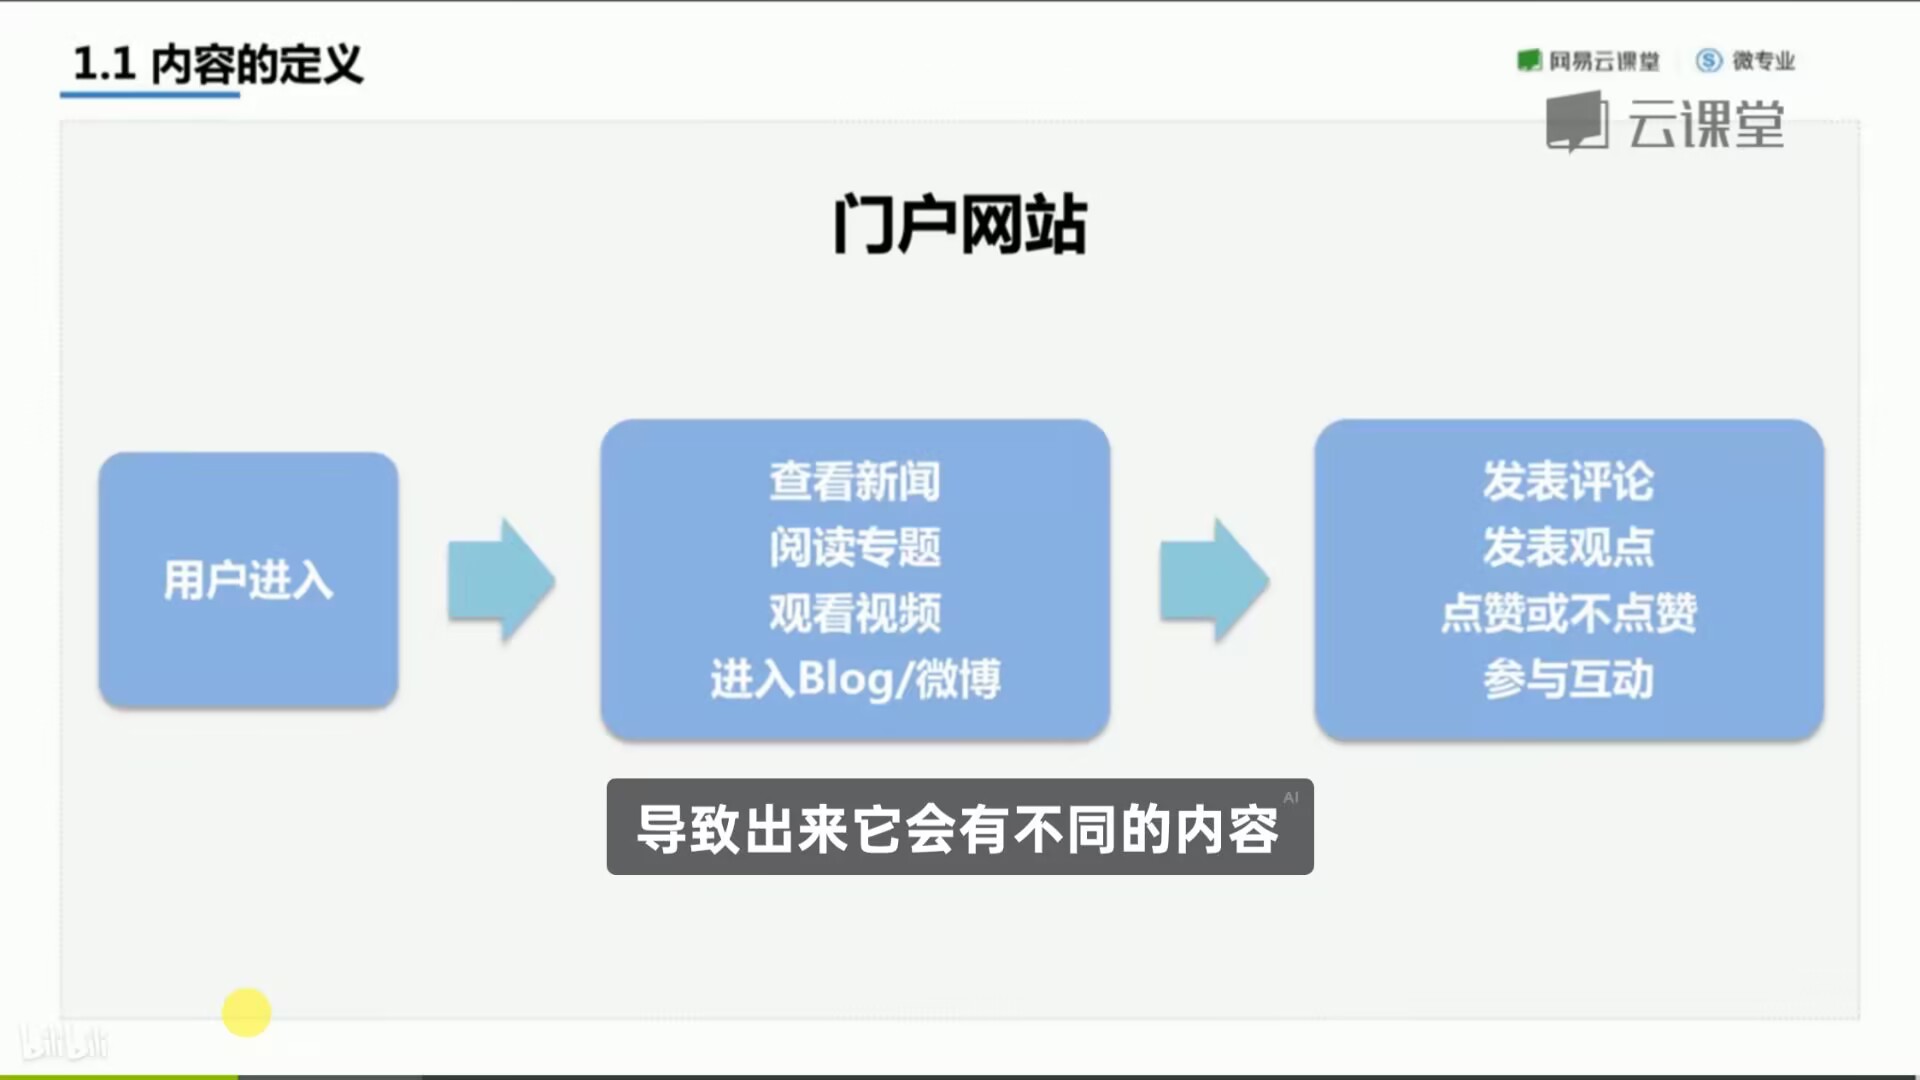 1.1 内容的定义
网易云课堂
微专业
云课堂
门户网站
用户进入
查看新闻
阅读专题
观看视频
进入Blog/微博
发表评论
发表观点
点赞或不点赞
参与互动
AI
导致出来它会有不同的内容
bilibili